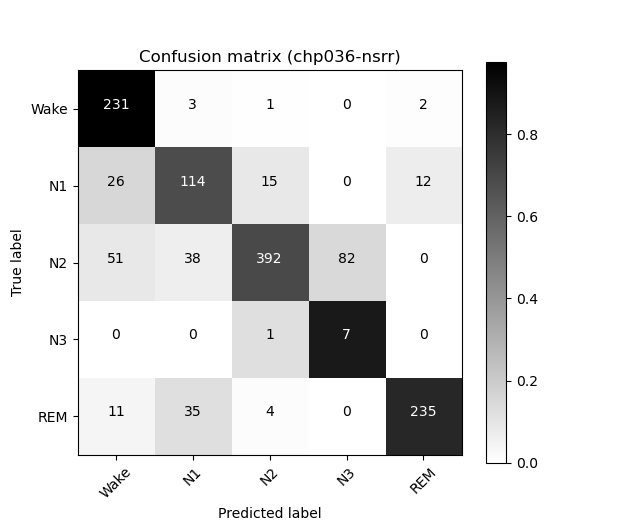 Confusion matrix (chp036-nsrr)
True label
Wake 231 3 1 0 2
N1 26 114 15 0 12
N2 51 38 392 82 0
N3 0 0 1 7 0
REM 11 35 4 0 235
Wake N1 N2 N3 REM
Predicted label
0.8
0.6
0.4
0.2
0.0